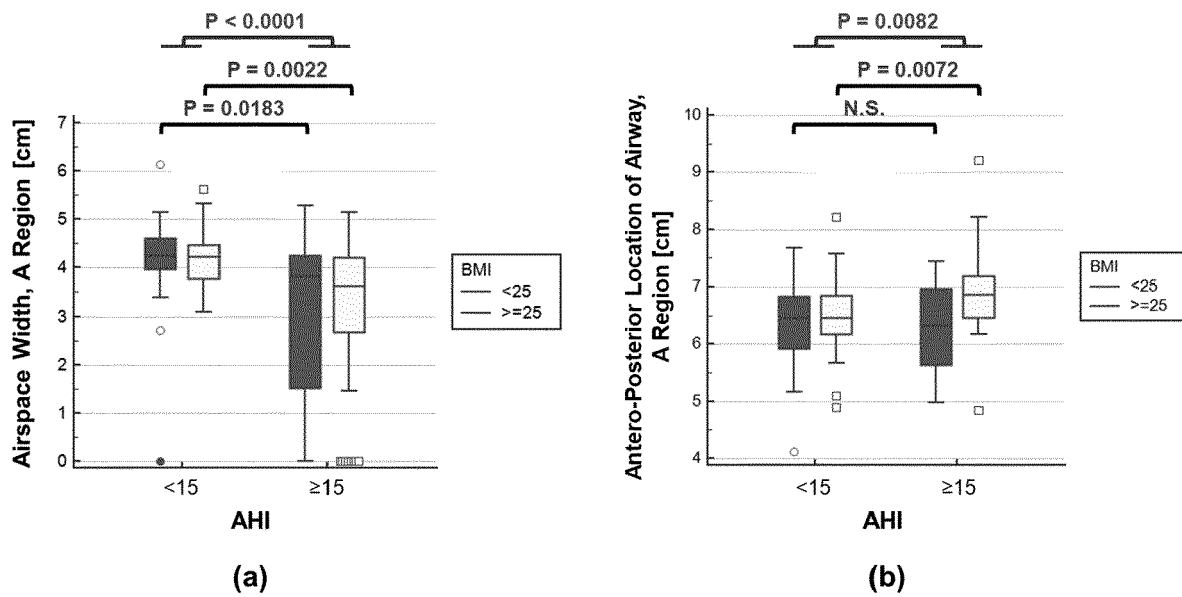 P < 0.0001
P = 0.0022
P = 0.0183
Airspace Width, A Region [cm]
7
6
5
4
3
2
1
0
<15
≥15
AHI
BMI
<25
>=25
(a)
P = 0.0082
P = 0.0072
N.S.
Antero-Posterior Location of Airway,
A Region [cm]
10
9
8
7
6
5
4
<15
≥15
AHI
BMI
<25
>=25
(b)